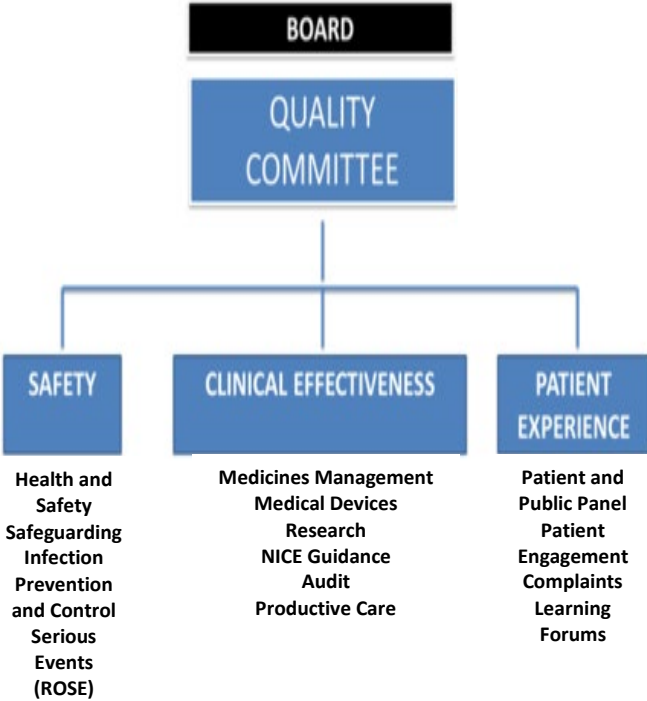 BOARD
QUALITY
COMMITTEE
SAFETY
Health and
Safety
Safeguarding
Infection
Prevention
and Control
Serious
Events
(ROSE)
CLINICAL EFFECTIVENESS
Medicines Management
Medical Devices
Research
NICE Guidance
Audit
Productive Care
PATIENT
EXPERIENCE
Patient and
Public Panel
Patient
Engagement
Complaints
Learning
Forums